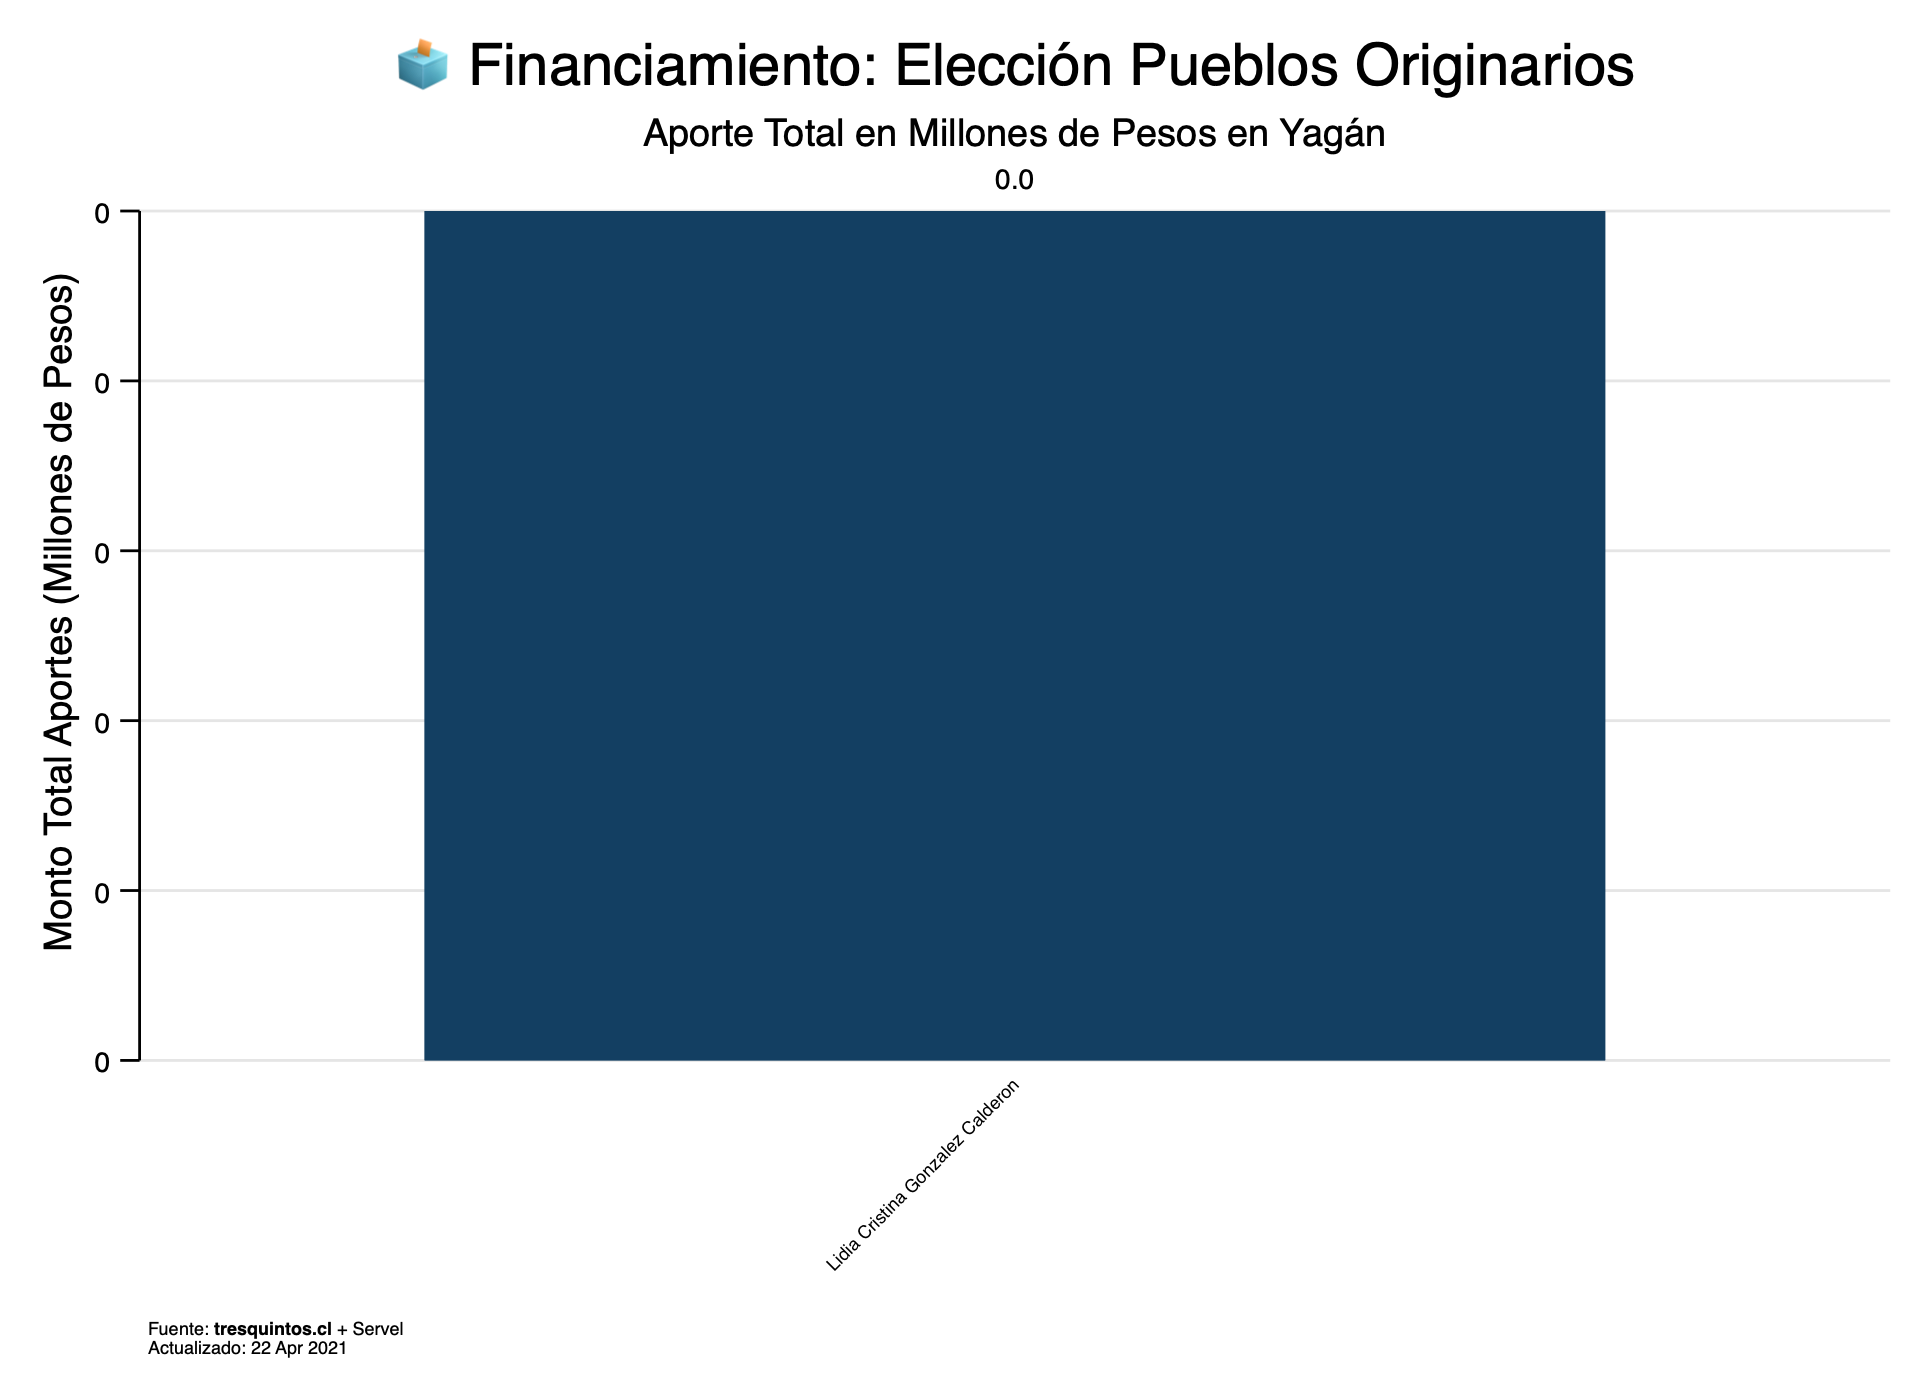 Financiamiento: Elección Pueblos Originarios
Aporte Total en Millones de Pesos en Yagán
0.0
Monto Total Aportes (Millones de Pesos)
0
0
0
0
0
0
Lidia Cristina Gonzalez Calderon
Fuente: tresquintos.cl + Servel
Actualizado: 22 Apr 2021